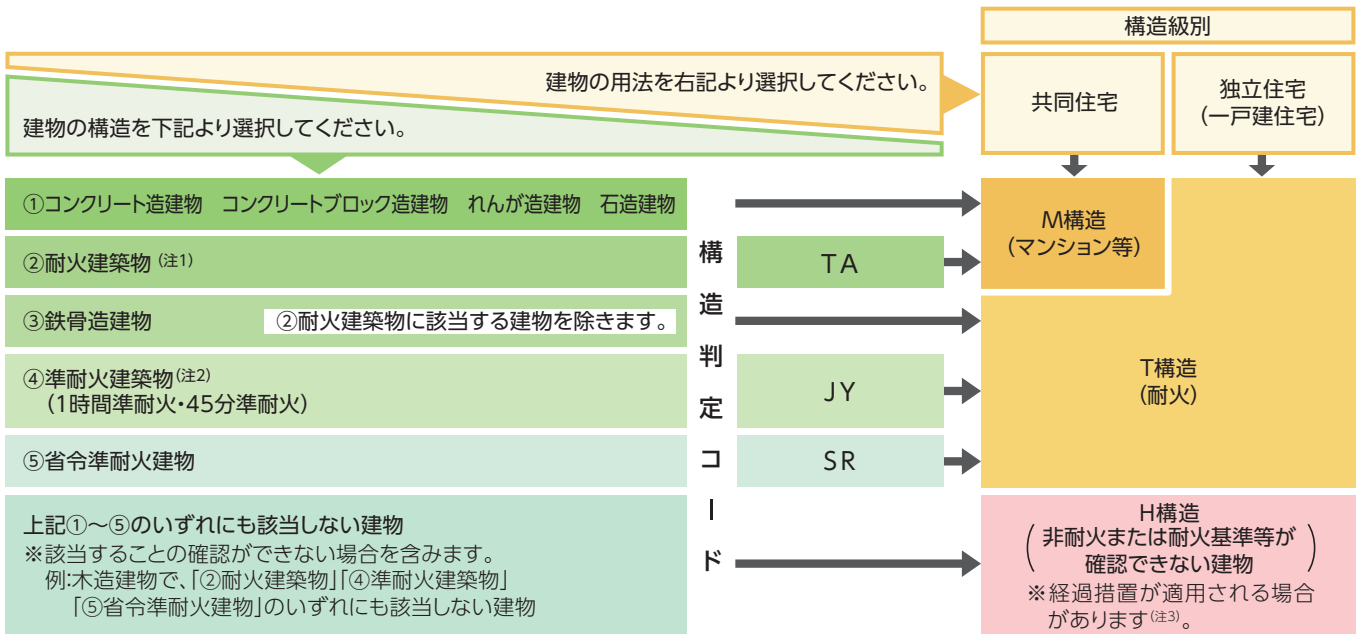 構造級別
建物の用法を右記より選択してください。
建物の構造を下記より選択してください。
共同住宅
独立住宅
(一戸建住宅)
①コンクリート造建物　コンクリートブロック造建物　れんが造建物　石造建物
②耐火建築物(注1)
③鉄骨造建物
②耐火建築物に該当する建物を除きます。
④準耐火建築物(注2)
(1時間準耐火・45分準耐火)
⑤省令準耐火建物
上記①〜⑤のいずれにも該当しない建物
※該当することの確認ができない場合を含みます。
例:木造建物で、「②耐火建築物」「④準耐火建築物」
「⑤省令準耐火建物」のいずれにも該当しない建物
構造判定コード
TA
JY
SR
M構造
(マンション等)
T構造
(耐火)
H構造
(非耐火または耐火基準等が
確認できない建物)
※経過措置が適用される場合
があります(注3)。